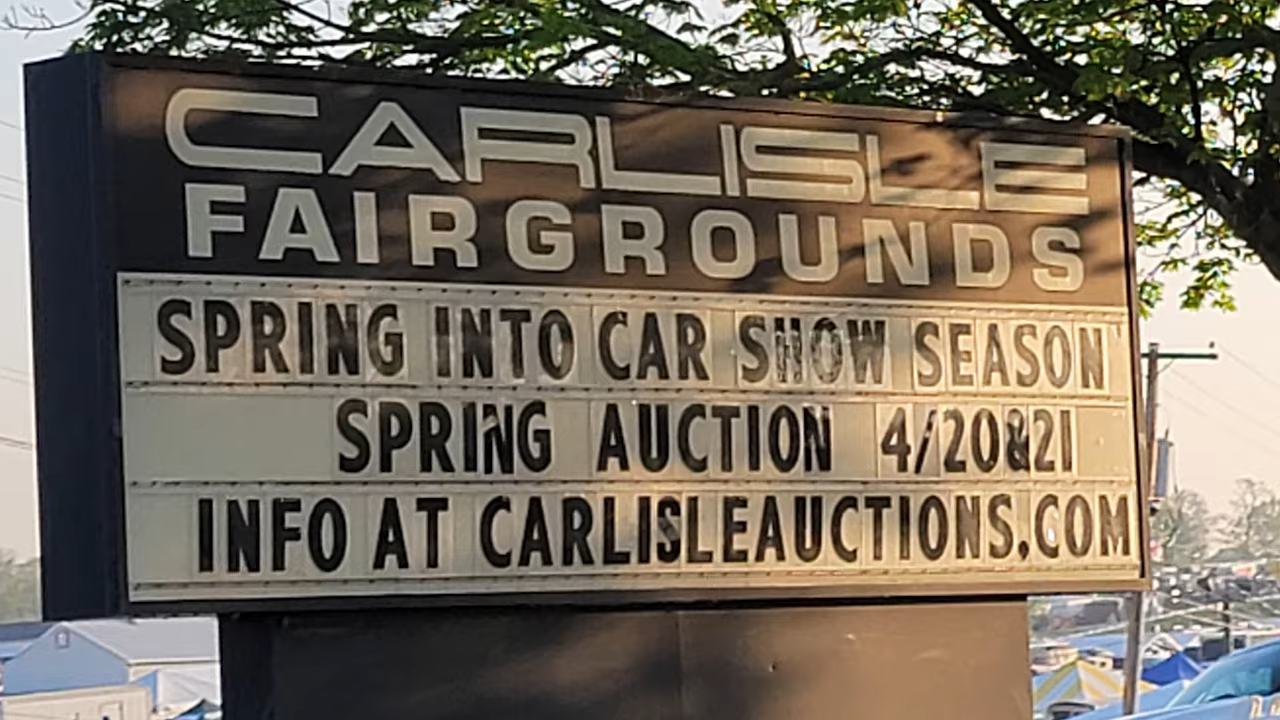 CARLISLE
FAIRGROUNDS
SPRING INTO CAR SHOW SEASON
SPRING AUCTION 4/20&21
INFO AT CARLISLEAUCTIONS.COM